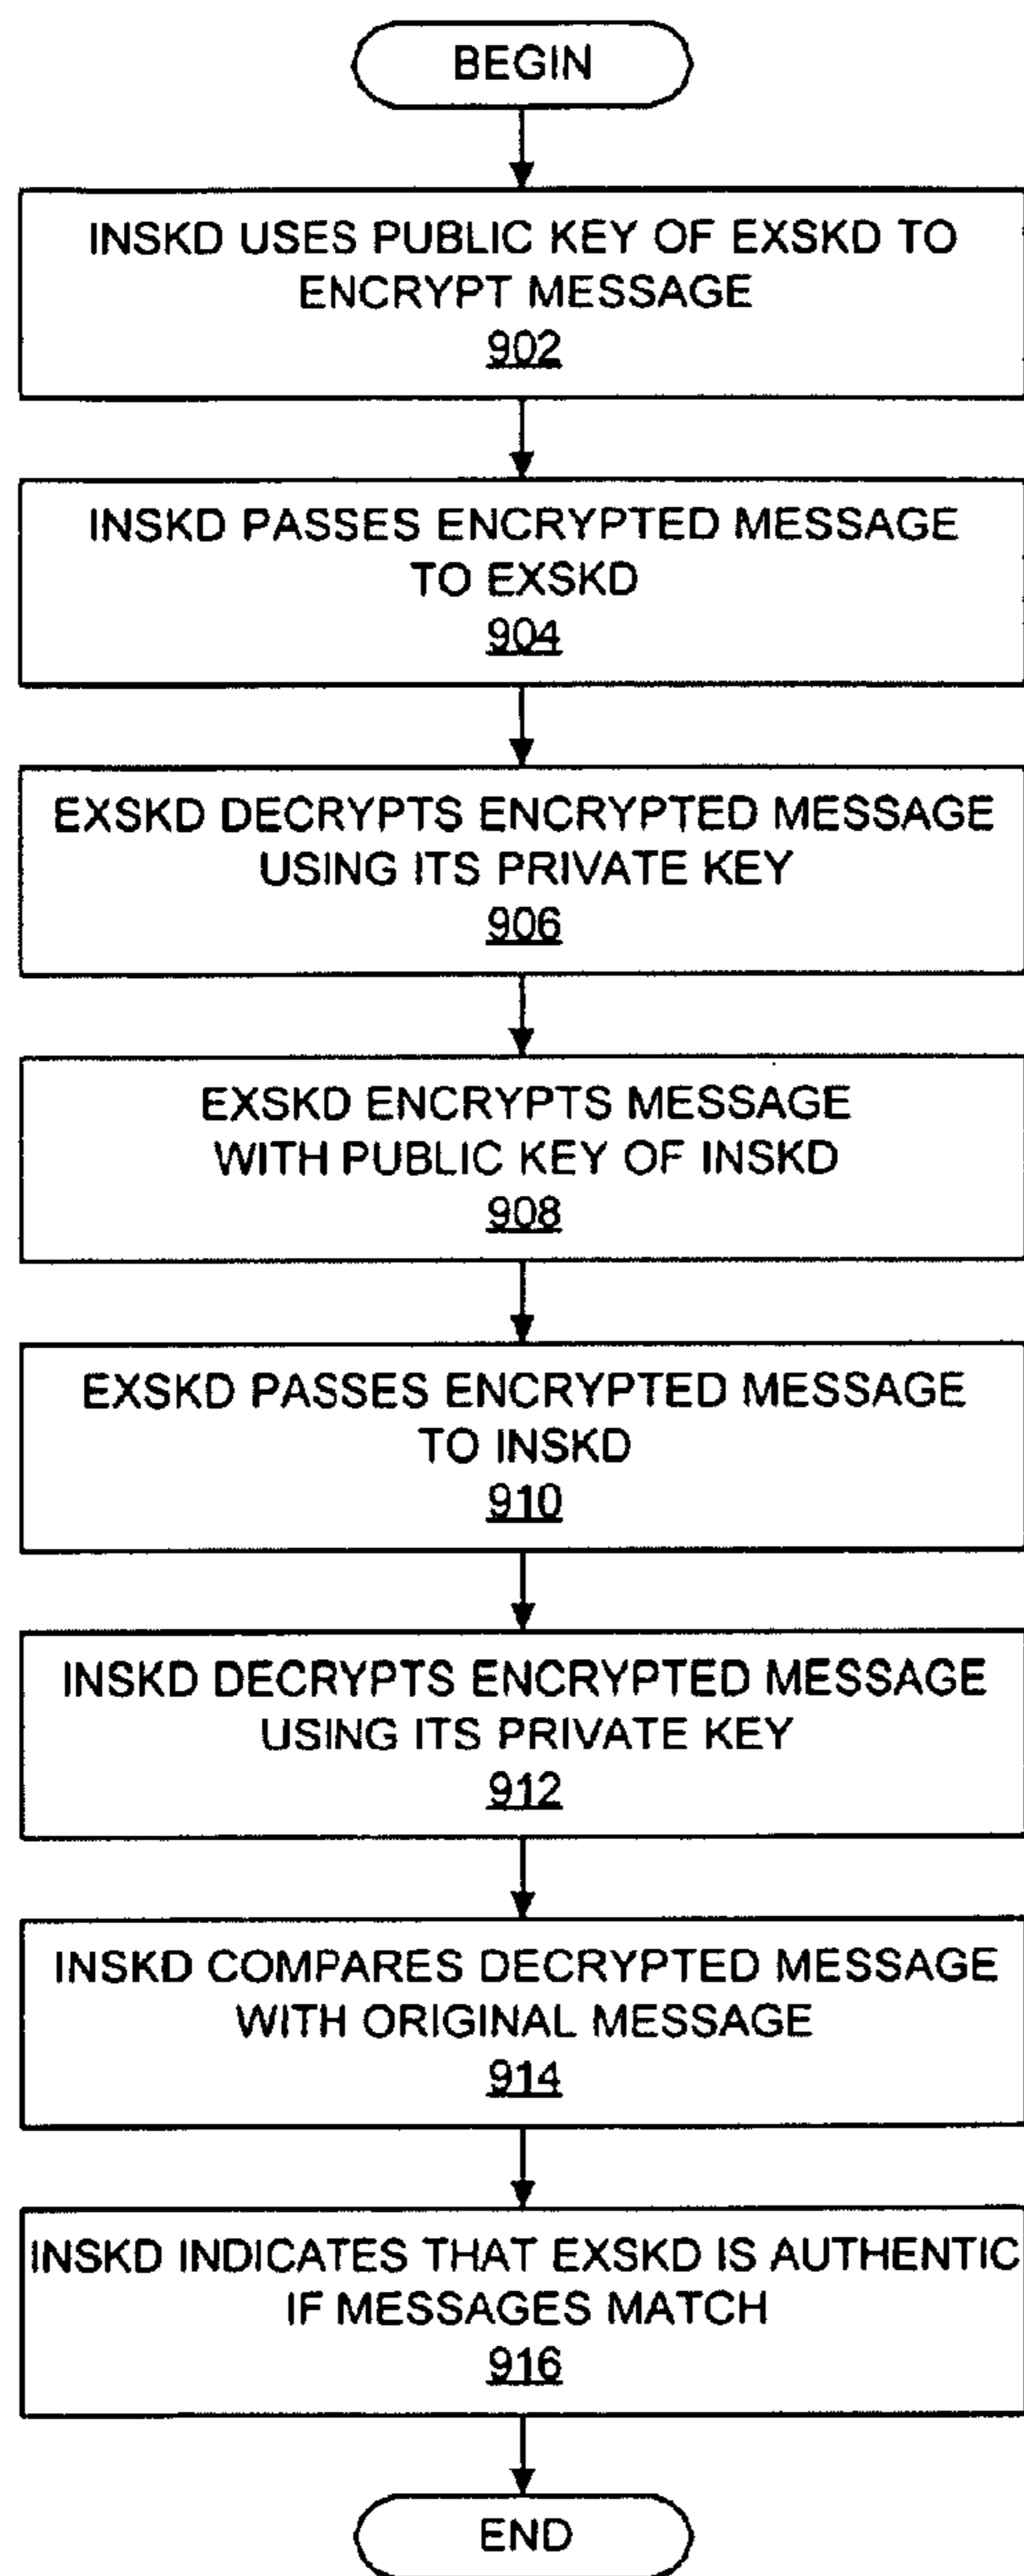 BEGIN
INSKD USES PUBLIC KEY OF EXSKD TO
ENCRYPT MESSAGE
902
INSKD PASSES ENCRYPTED MESSAGE
TO EXSKD
904
EXSKD DECRYPTS ENCRYPTED MESSAGE
USING ITS PRIVATE KEY
906
EXSKD ENCRYPTS MESSAGE
WITH PUBLIC KEY OF INSKD
908
EXSKD PASSES ENCRYPTED MESSAGE
TO INSKD
910
INSKD DECRYPTS ENCRYPTED MESSAGE
USING ITS PRIVATE KEY
912
INSKD COMPARES DECRYPTED MESSAGE
WITH ORIGINAL MESSAGE
914
INSKD INDICATES THAT EXSKD IS AUTHENTIC
IF MESSAGES MATCH
916
END